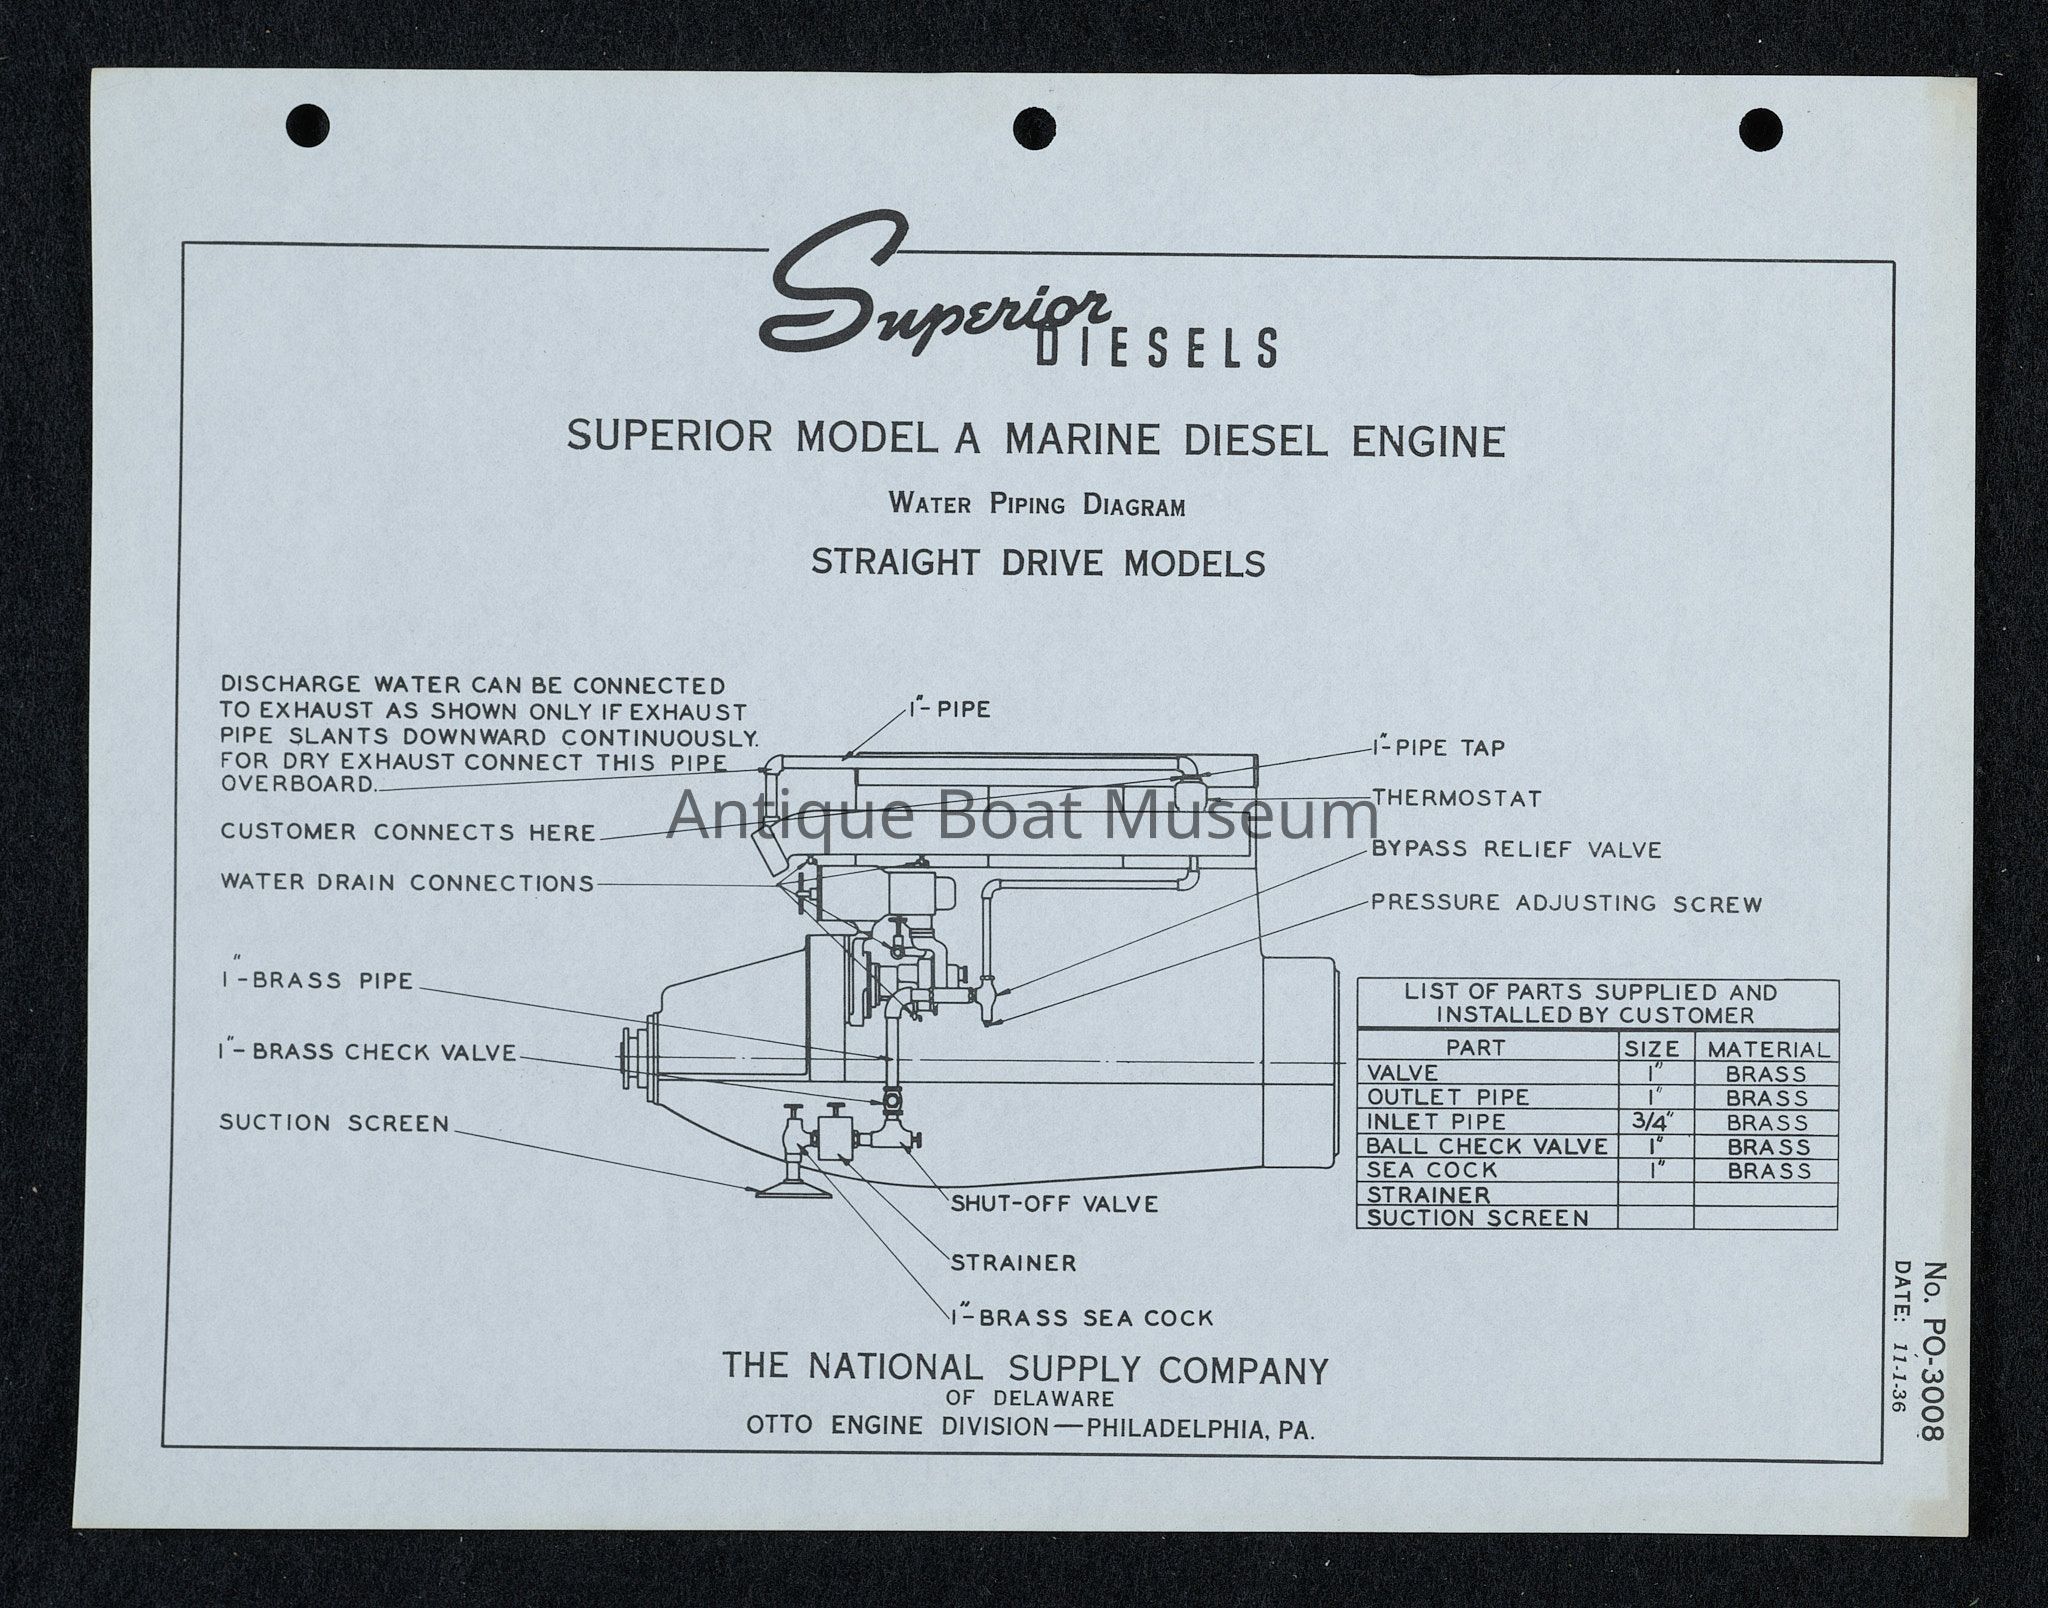 Superior
DIESELS
SUPERIOR MODEL A MARINE DIESEL ENGINE
WATER PIPING DIAGRAM
STRAIGHT DRIVE MODELS
DISCHARGE WATER CAN BE CONNECTED
TO EXHAUST AS SHOWN ONLY IF EXHAUST
PIPE SLANTS DOWNWARD CONTINUOUSLY.
FOR DRY EXHAUST CONNECT THIS PIPE
OVERBOARD.
CUSTOMER CONNECTS HERE
WATER DRAIN CONNECTIONS
1"-BRASS PIPE
1"-BRASS CHECK VALVE
SUCTION SCREEN
1"-PIPE
1"-PIPE TAP
THERMOSTAT
BYPASS RELIEF VALVE
PRESSURE ADJUSTING SCREW
Antique Boat Museum
SHUT-OFF VALVE
STRAINER
1"-BRASS SEA COCK
LIST OF PARTS SUPPLIED AND
INSTALLED BY CUSTOMER
PART SIZE MATERIAL
VALVE 1" BRASS
OUTLET PIPE 1" BRASS
INLET PIPE 3/4" BRASS
BALL CHECK VALVE 1" BRASS
SEA COCK 1" BRASS
STRAINER
SUCTION SCREEN
THE NATIONAL SUPPLY COMPANY
OF DELAWARE
OTTO ENGINE DIVISION—PHILADELPHIA, PA.
No. PO-3008
DATE: 11-1-36